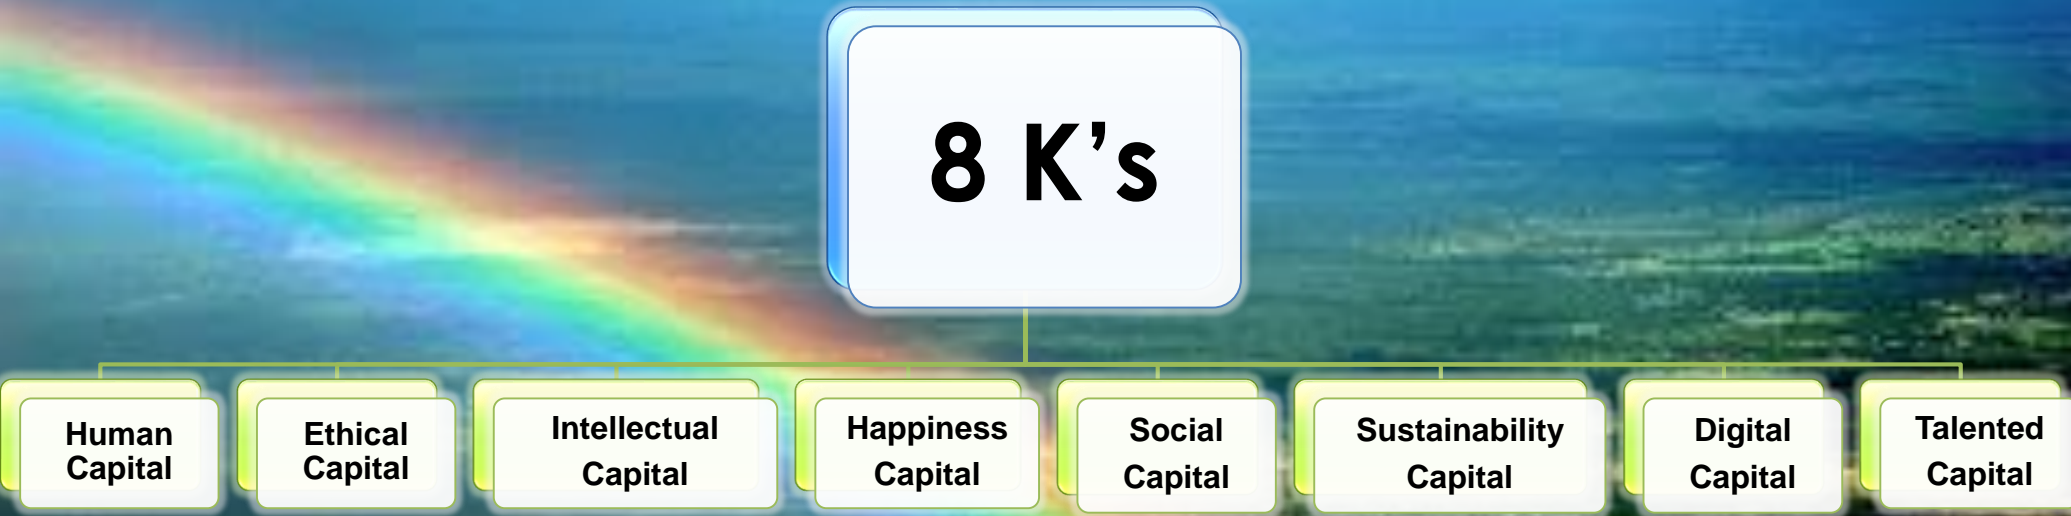 8 K’s
Human
Capital
Ethical
Capital
Intellectual
Capital
Happiness
Capital
Social
Capital
Sustainability
Capital
Digital
Capital
Talented
Capital